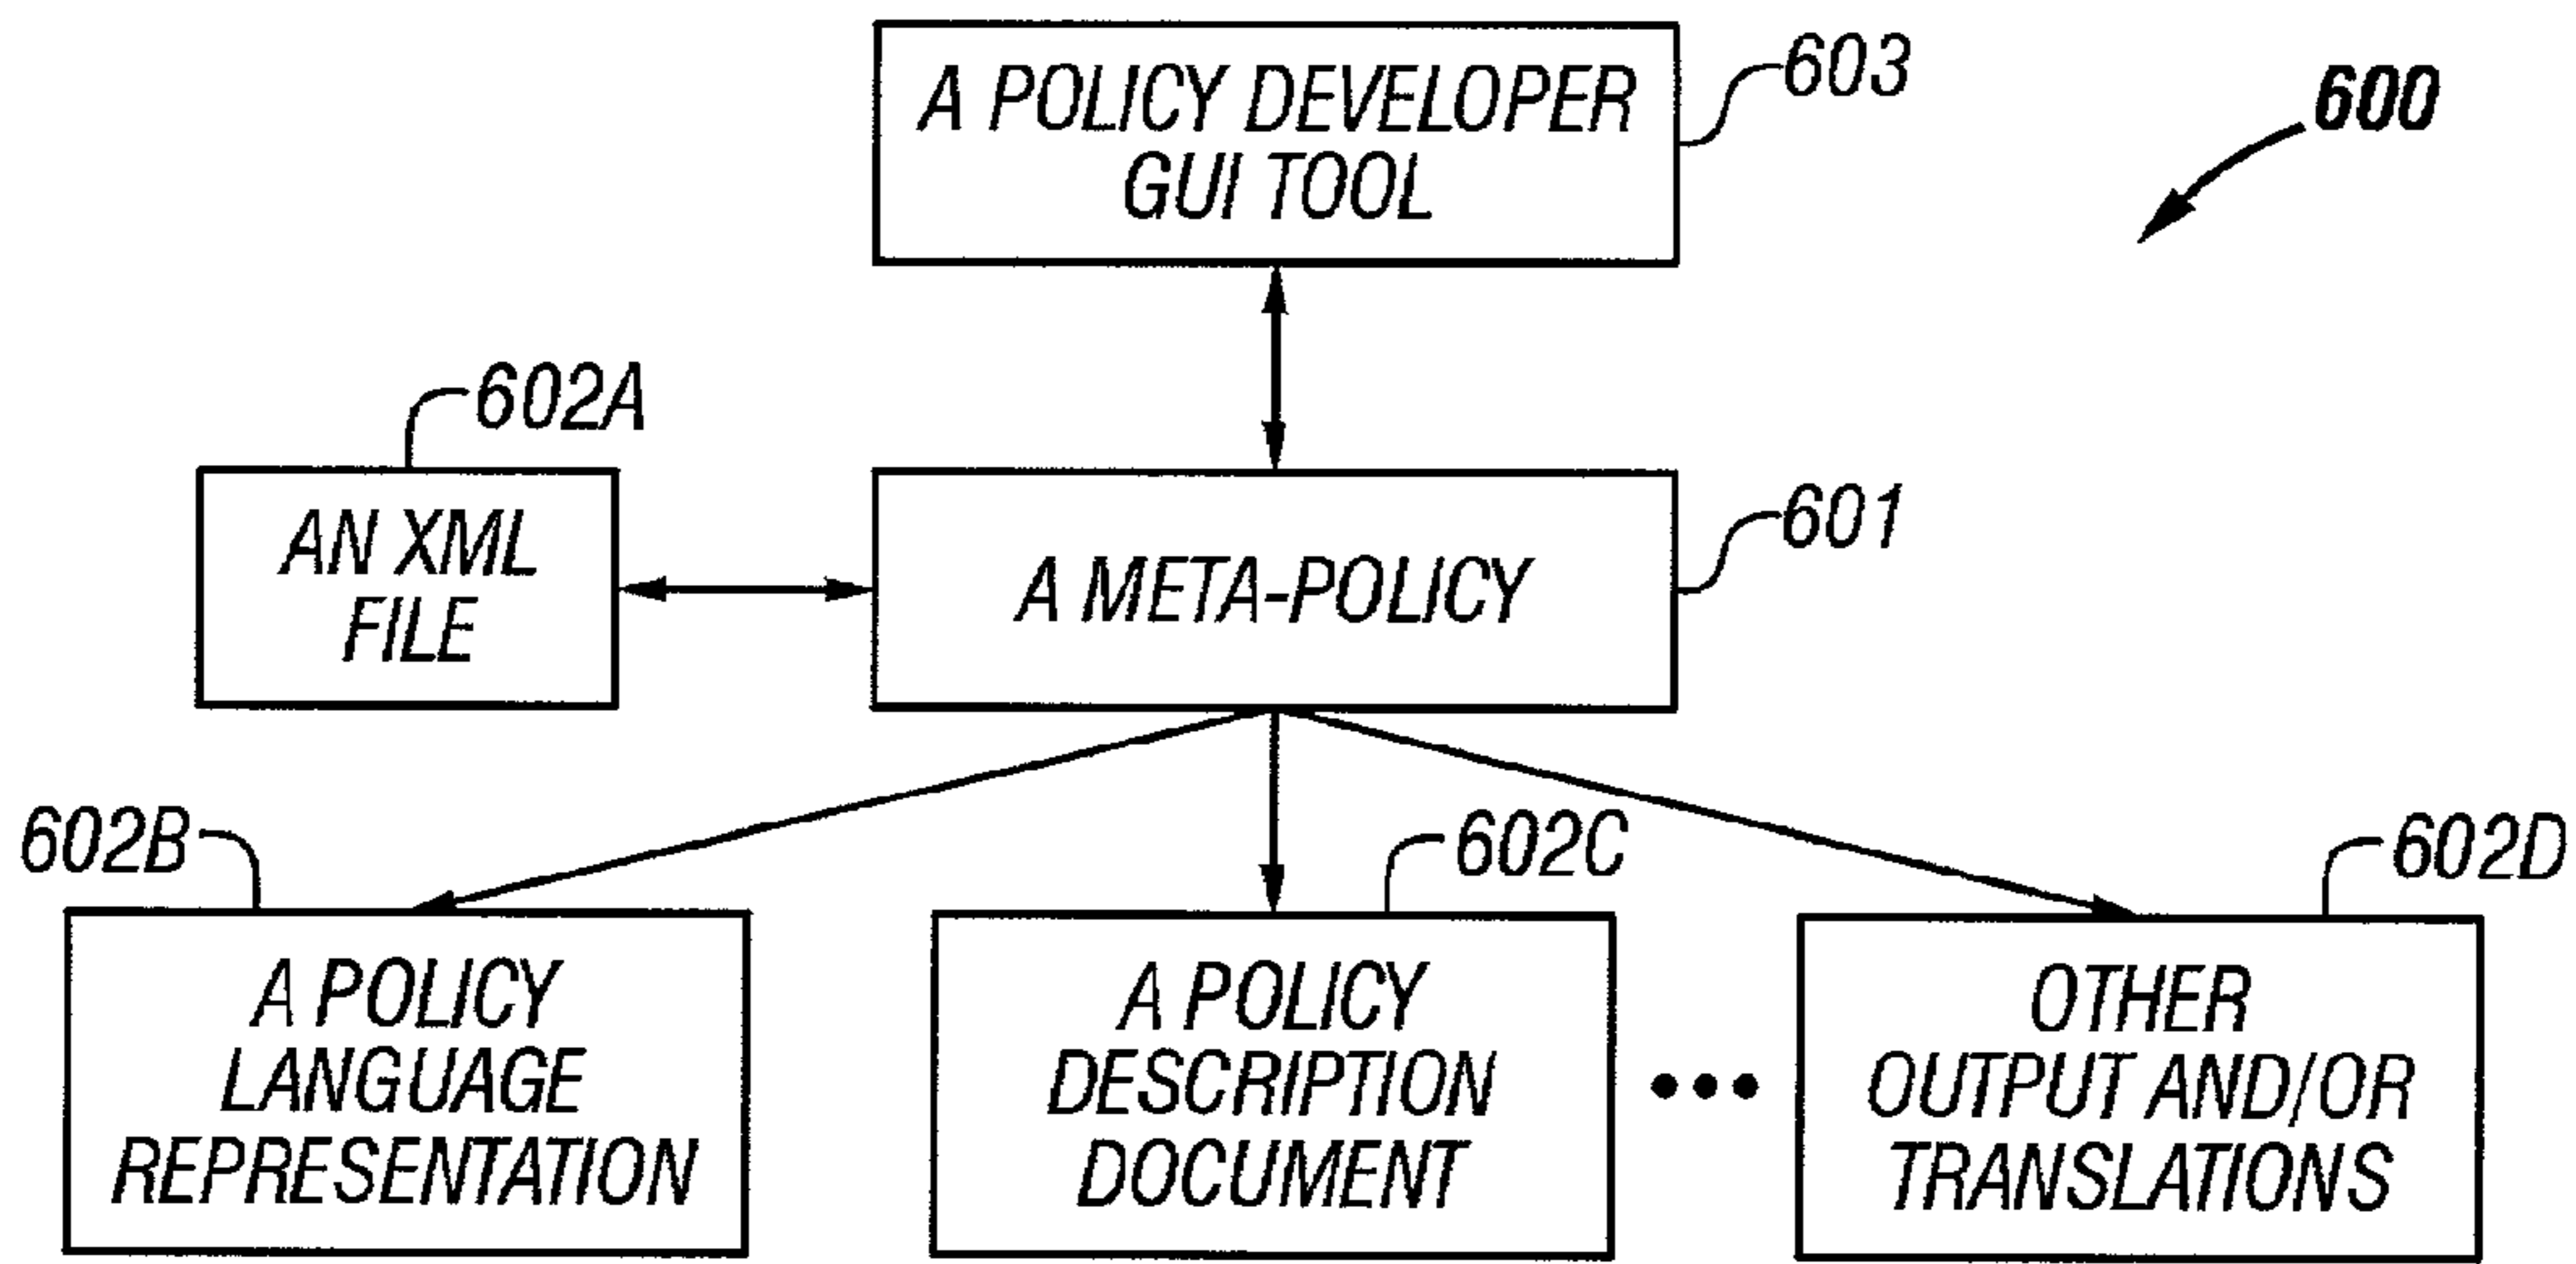 A POLICY DEVELOPER
GUI TOOL
603
600
602A
AN XML
FILE
A META-POLICY
601
602B
A POLICY
LANGUAGE
REPRESENTATION
602C
A POLICY
DESCRIPTION
DOCUMENT
•••
602D
OTHER
OUTPUT AND/OR
TRANSLATIONS